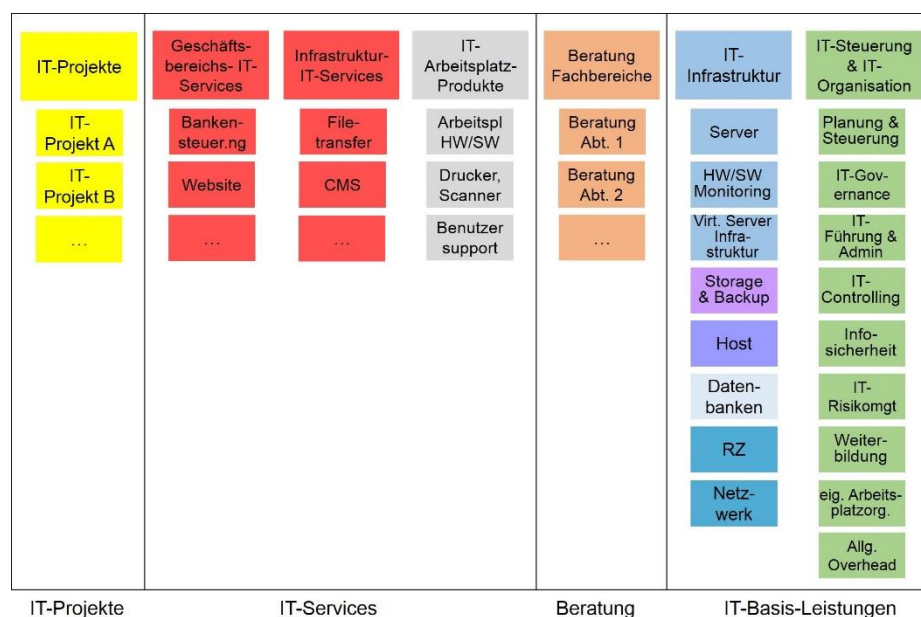 IT-Projekte
IT-
Projekt A
IT-
Projekt B
...
Geschäfts-
bereichs- IT-
Services
Banken-
steuer.ng
Website
...
Infrastruktur-
IT-Services
File-
transfer
CMS
...
IT-
Arbeitsplatz-
Produkte
Arbeitspl
HW/SW
Drucker,
Scanner
Benutzer
support
Beratung
Fachbereiche
Beratung
Abt. 1
Beratung
Abt. 2
...
IT-
Infrastruktur
Server
HW/SW
Monitoring
Virt. Server
Infra-
struktur
Storage
& Backup
Host
Daten-
banken
RZ
Netz-
werk
IT-Steuerung
& IT-
Organisation
Planung &
Steuerung
IT-Gov-
ernance
IT-
Führung &
Admin
IT-
Controlling
Info-
sicherheit
IT-
Risikomgt
Weiter-
bildung
eig. Arbeits-
platzorg.
Allg.
Overhead
IT-Projekte
IT-Services
Beratung
IT-Basis-Leistungen